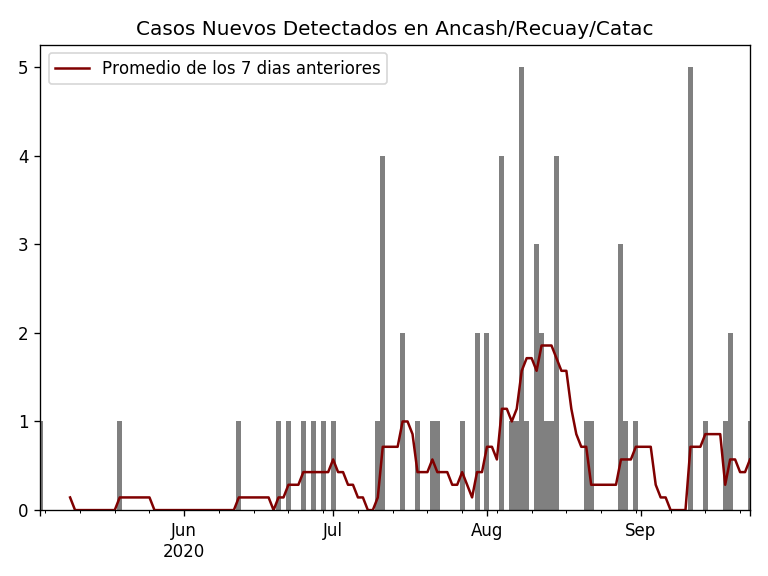 Casos Nuevos Detectados en Ancash/Recuay/Catac
Promedio de los 7 dias anteriores
5
4
3
2
1
0
Jun Jul Aug Sep
2020